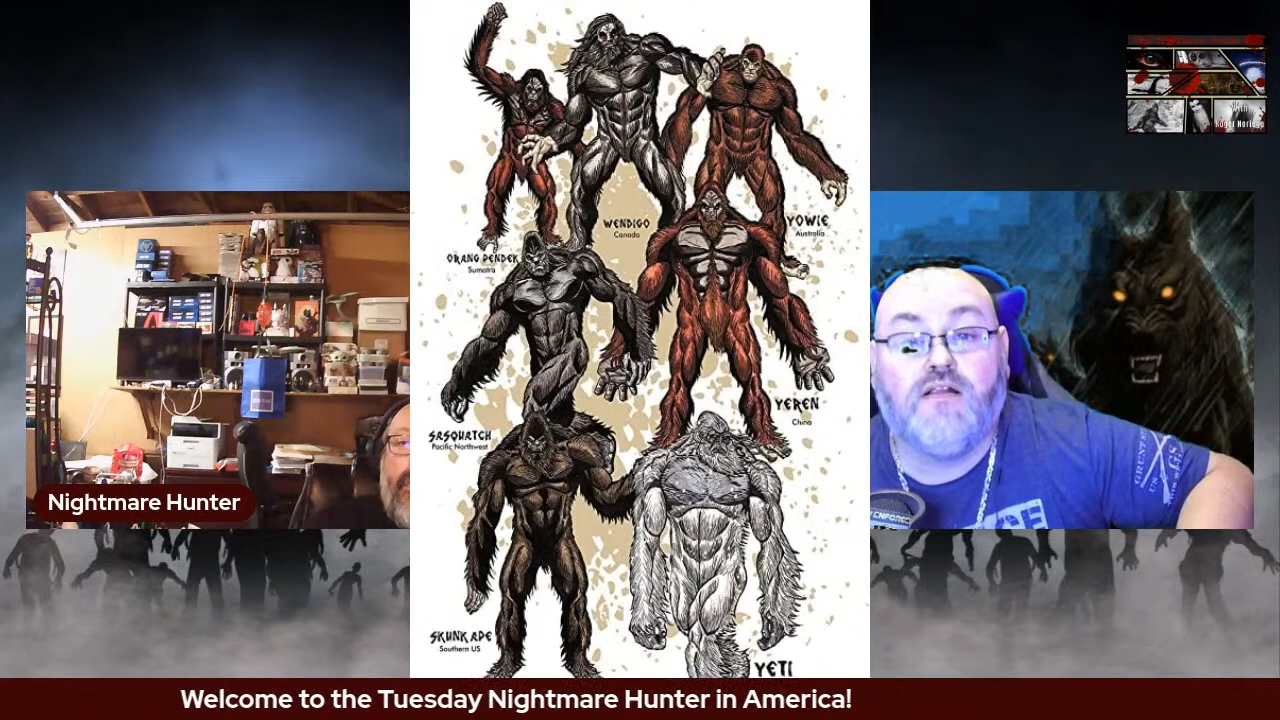 WENDIGO
Canada
YOWIE
Australia
ORANG PENDEK
Sumatra
YEREN
China
SASQUATCH
Pacific Northwest
Nightmare Hunter
SKUNK APE
Southern US
YETI
With
Welcome to the Tuesday Nightmare Hunter in America!